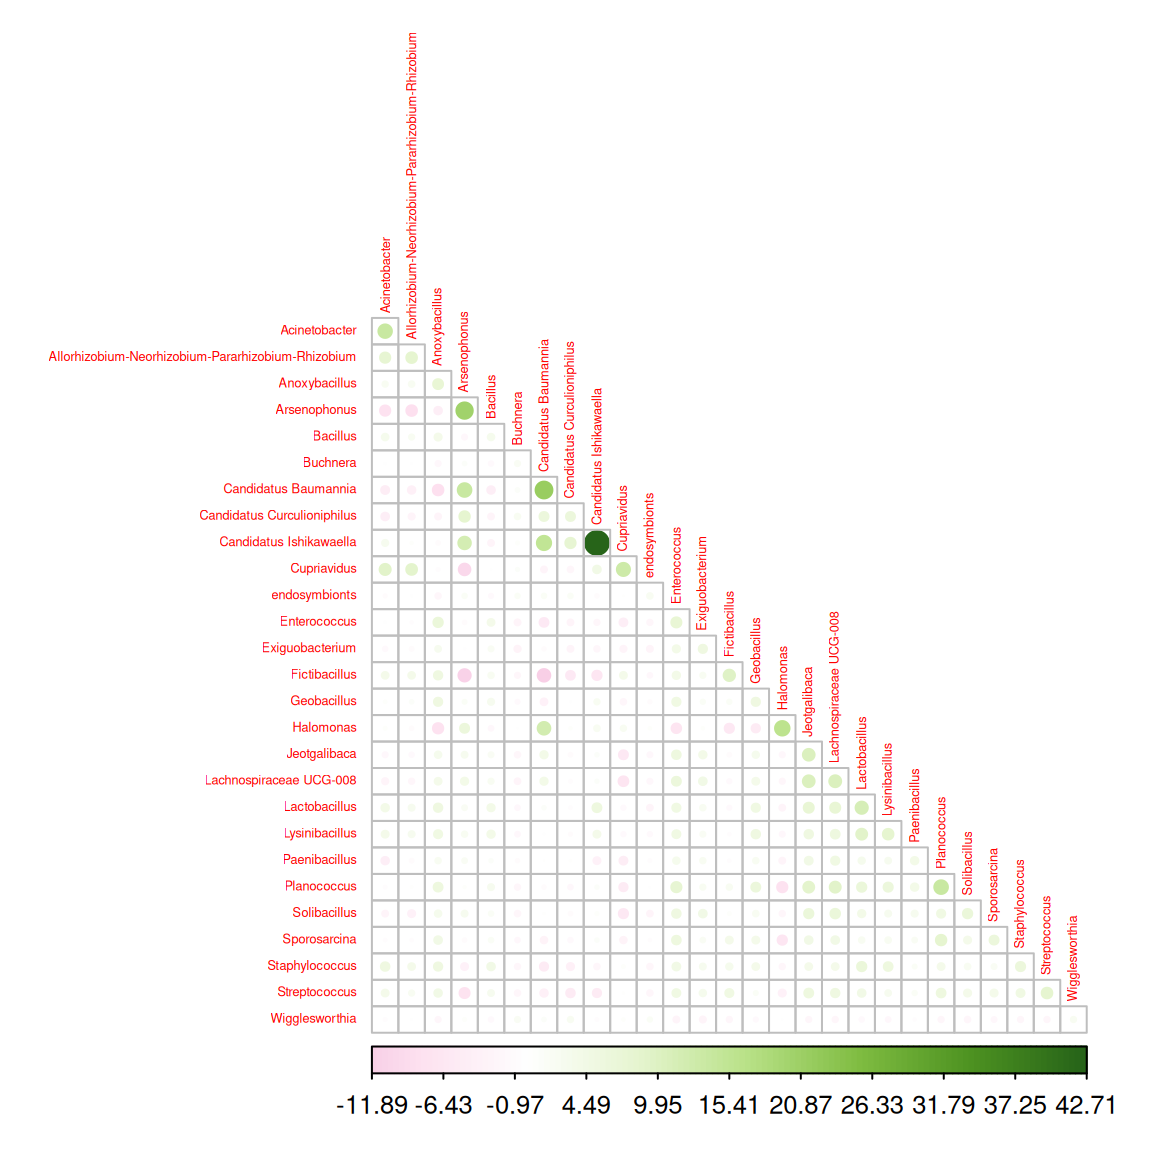 Acinetobacter
Allorhizobium-Neorhizobium-Pararhizobium-Rhizobium
Anoxybacillus
Arsenophonus
Bacillus
Buchnera
Candidatus Baumannia
Candidatus Curculioniphilus
Candidatus Ishikawaella
Cupriavidus
endosymbionts
Enterococcus
Exiguobacterium
Fictibacillus
Geobacillus
Halomonas
Jeotgalibaca
Lachnospiraceae UCG-008
Lactobacillus
Lysinibacillus
Paenibacillus
Planococcus
Solibacillus
Sporosarcina
Staphylococcus
Streptococcus
Wigglesworthia
Acinetobacter
Allorhizobium-Neorhizobium-Pararhizobium-Rhizobium
Anoxybacillus
Arsenophonus
Bacillus
Buchnera
Candidatus Baumannia
Candidatus Curculioniphilus
Candidatus Ishikawaella
Cupriavidus
endosymbionts
Enterococcus
Exiguobacterium
Fictibacillus
Geobacillus
Halomonas
Jeotgalibaca
Lachnospiraceae UCG-008
Lactobacillus
Lysinibacillus
Paenibacillus
Planococcus
Solibacillus
Sporosarcina
Staphylococcus
Streptococcus
Wigglesworthia
-11.89 -6.43 -0.97 4.49 9.95 15.41 20.87 26.33 31.79 37.25 42.71